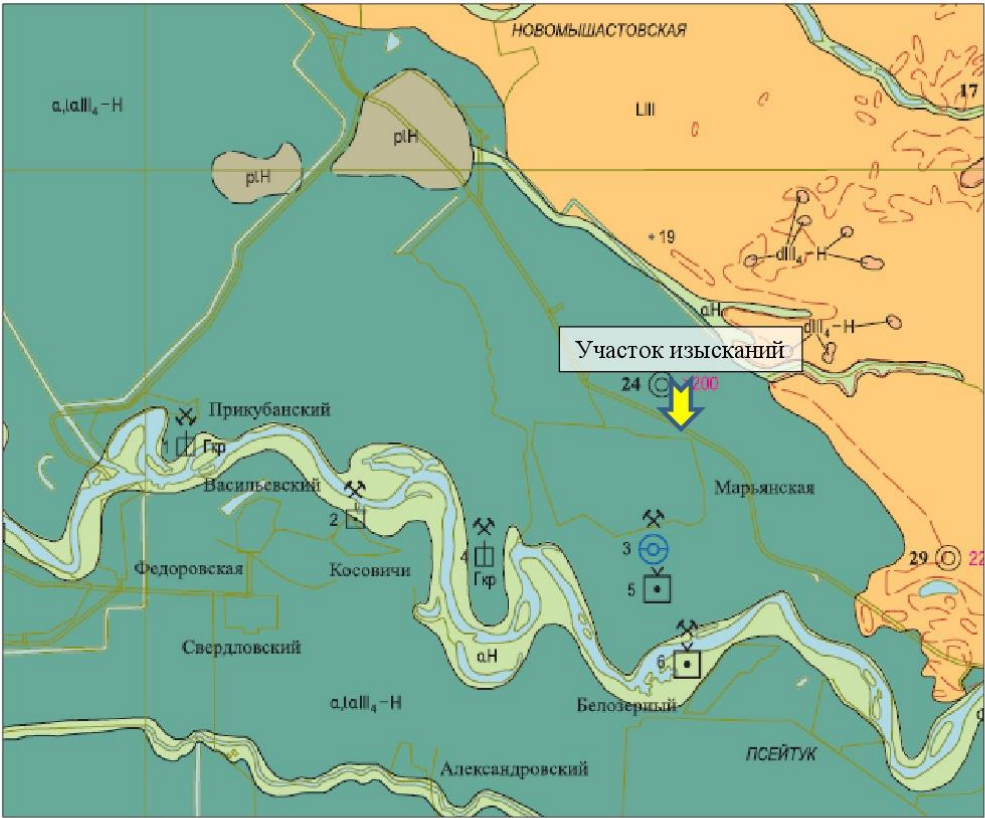 НОВОМЫШАСТОВСКАЯ
17
a,laIII₄–H
LIII
plH
plH
19
dIII₄–H
aH
dIII₄–H
Участок изысканий
24
200
Прикубанский
1
Гкр
Васильевский
Марьянская
2
4
3
29
22
Федоровская
Косовичи
Гкр
5
Свердловский
aH
6
a,laIII₄–H
Белозерный
ПСЕЙТУК
Александровский